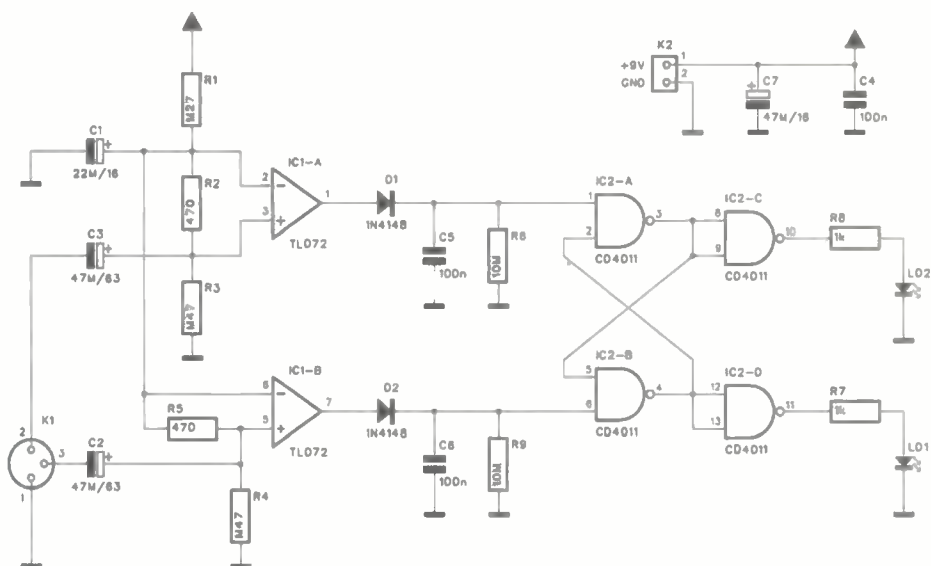 R1
M27
C1
+
22M/16
R2
470
C3
+
47M/63
R3
M47
IC1-A
2
3
1
TL072
D1
1N4148
C5
100n
R6
10M
IC2-A
1
2
3
CD4011
IC2-C
8
9
10
CD4011
R8
1k
LD2
K2
+9V
GND
1
2
+
C7
47M/16
C4
100n
K1
2
3
1
C2
+
47M/63
R5
470
R4
M47
IC1-B
6
5
7
TL072
D2
1N4148
C6
100n
R9
10M
IC2-B
5
6
4
CD4011
IC2-D
12
13
11
CD4011
R7
1k
LD1